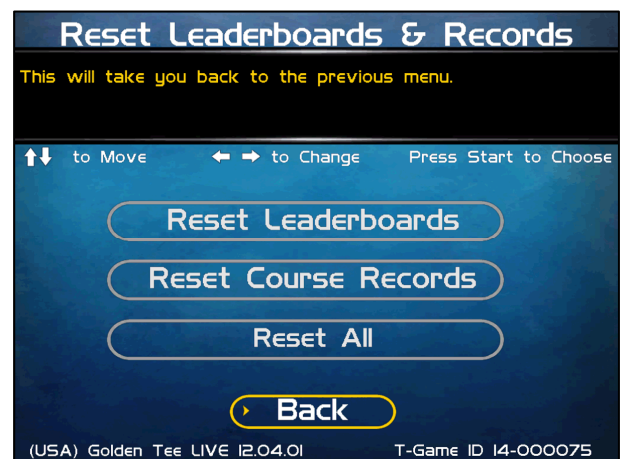 Reset Leaderboards & Records
This will take you back to the previous menu.
to Move to Change Press Start to Choose
Reset Leaderboards
Reset Course Records
Reset All
Back
(USA) Golden Tee LIVE 12.04.01 T-Game ID 14-000075